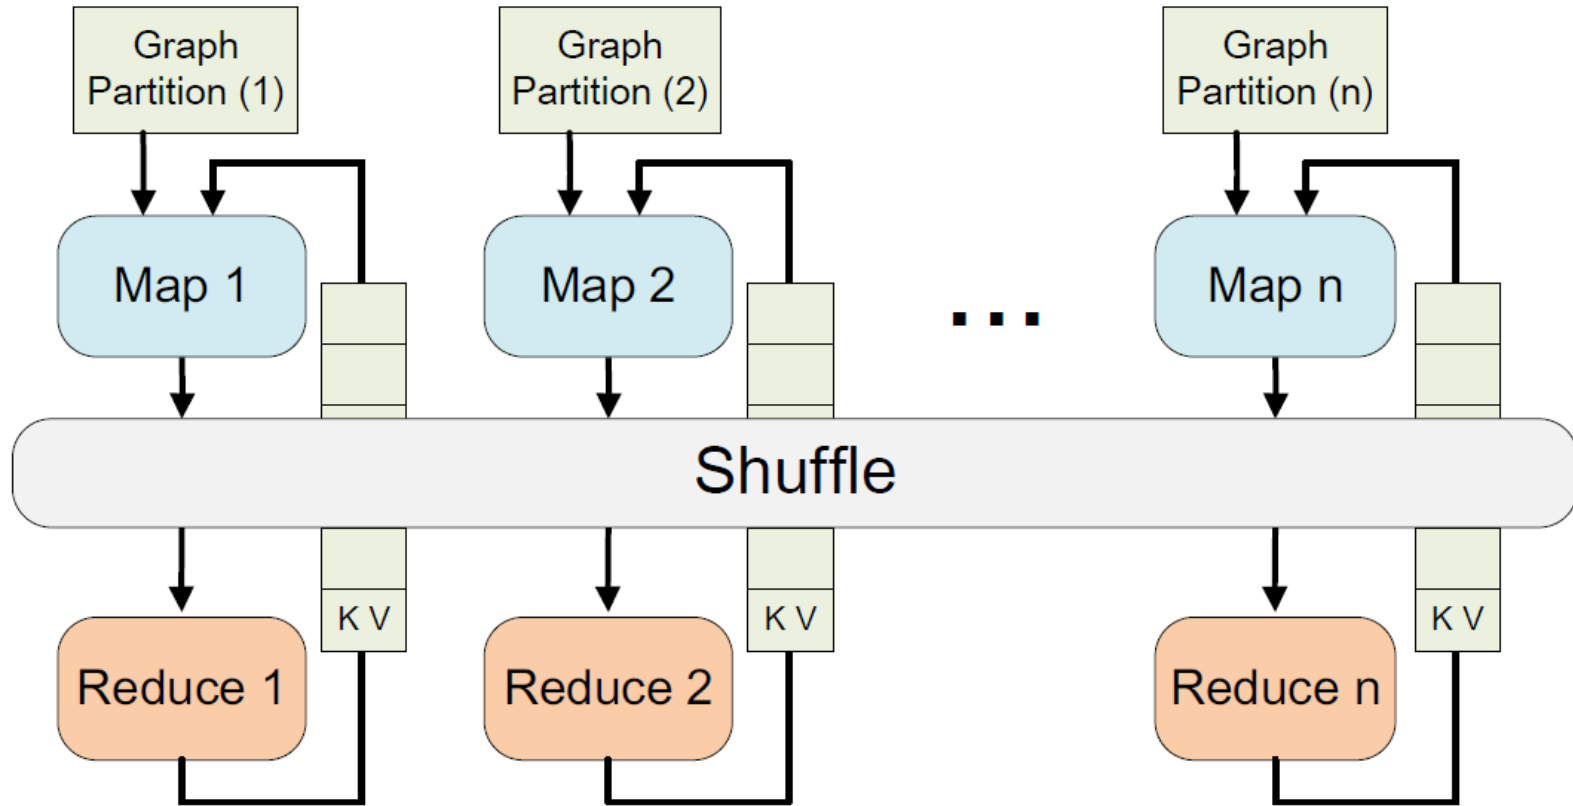 Graph
Partition (1)
Graph
Partition (2)
Graph
Partition (n)
Map 1
Map 2
...
Map n
Shuffle
K V
K V
K V
Reduce 1
Reduce 2
Reduce n